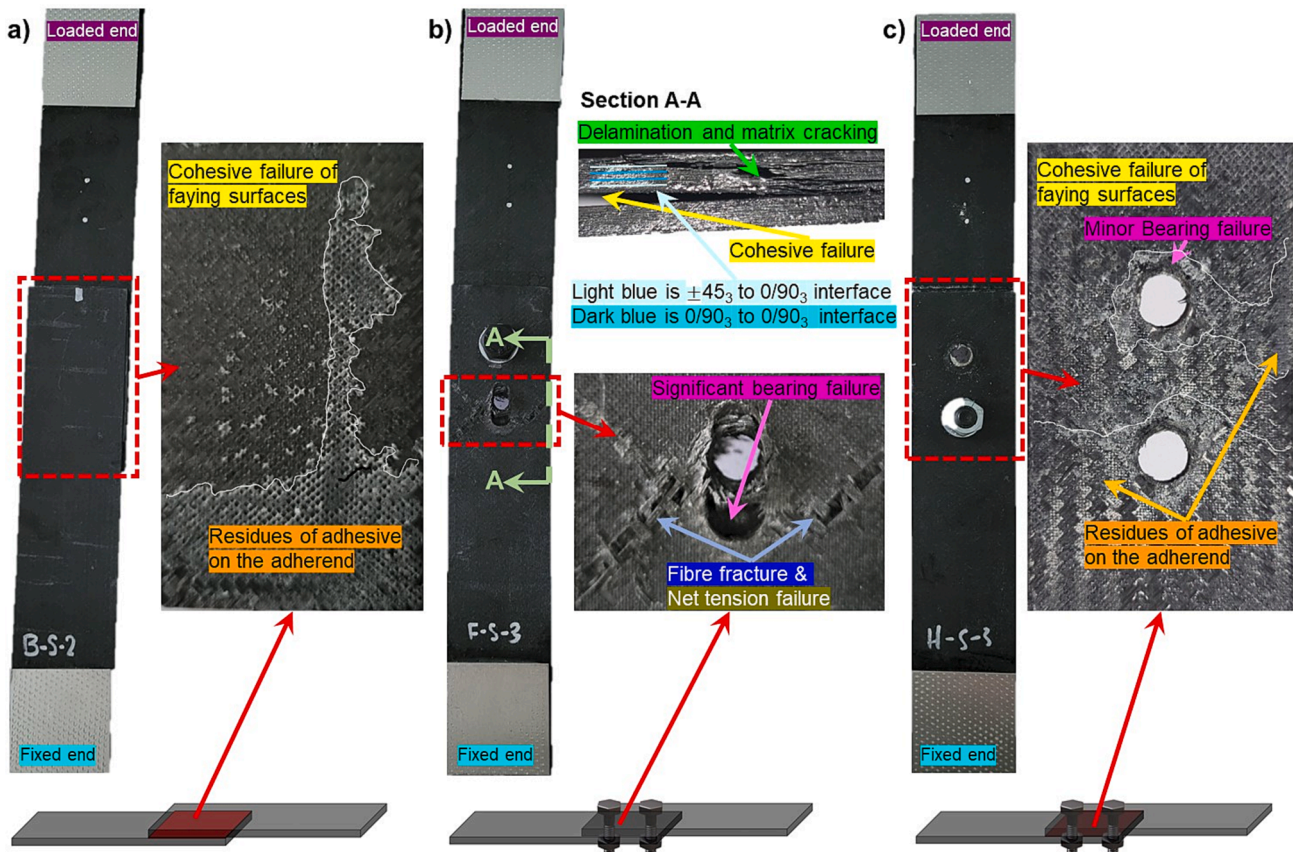 a)
Loaded end
Cohesive failure of
faying surfaces
Residues of adhesive
on the adherend
B-S-2
Fixed end
b)
Loaded end
Section A-A
Delamination and matrix cracking
Cohesive failure
Light blue is ±45₃ to 0/90₃ interface
Dark blue is 0/90₃ to 0/90₃ interface
A
A
Significant bearing failure
Fibre fracture &
Net tension failure
F-S-3
Fixed end
c)
Loaded end
Cohesive failure of
faying surfaces
Minor Bearing failure
Residues of adhesive
on the adherend
H-S-3
Fixed end